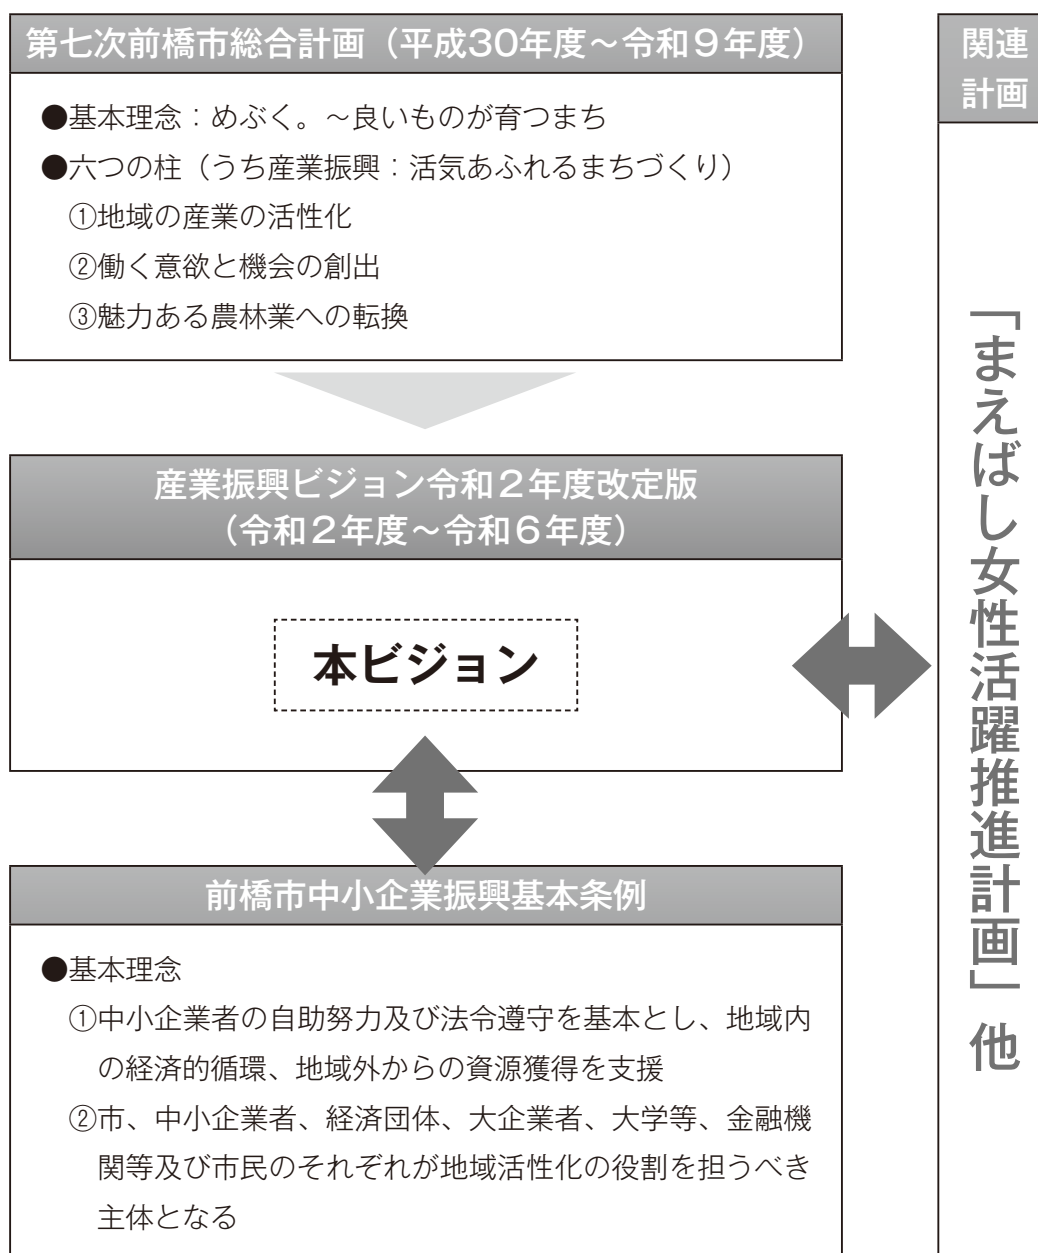 第七次前橋市総合計画（平成30年度～令和９年度）
●基本理念：めぶく。～良いものが育つまち
●六つの柱（うち産業振興：活気あふれるまちづくり）
①地域の産業の活性化
②働く意欲と機会の創出
③魅力ある農林業への転換
産業振興ビジョン令和２年度改定版
（令和２年度～令和６年度）
本ビジョン
前橋市中小企業振興基本条例
●基本理念
①中小企業者の自助努力及び法令遵守を基本とし、地域内
の経済的循環、地域外からの資源獲得を支援
②市、中小企業者、経済団体、大企業者、大学等、金融機
関等及び市民のそれぞれが地域活性化の役割を担うべき
主体となる
関連
計画
「まえばし女性活躍推進計画」他